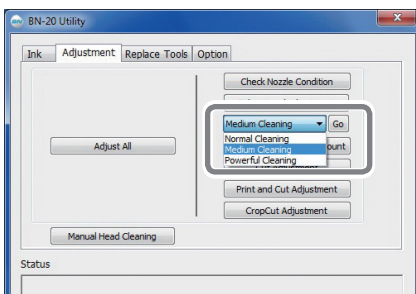 BN-20 Utility
Ink Adjustment Replace Tools Option
Check Nozzle Condition
Medium Cleaning Go
Normal Cleaning
Medium Cleaning
Powerful Cleaning
Adjust All
Print and Cut Adjustment
CropCut Adjustment
Manual Head Cleaning
Status